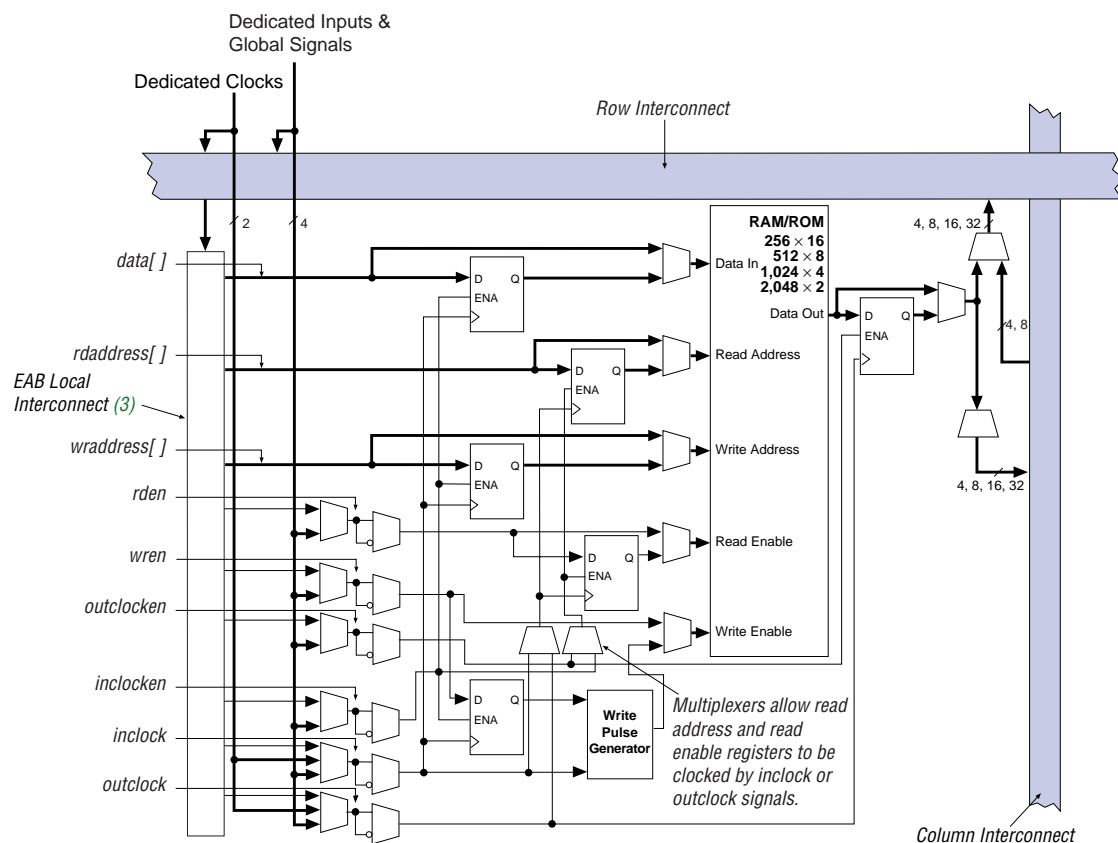 Dedicated Inputs &
Global Signals
Dedicated Clocks
Row Interconnect
2
4
RAM/ROM
256 × 16
512 × 8
1,024 × 4
2,048 × 2
4, 8, 16, 32
data[ ]
D
Q
ENA
Data In
Data Out
D
Q
ENA
4, 8
rdaddress[ ]
D
Q
ENA
Read Address
EAB Local
Interconnect (3)
wraddress[ ]
D
Q
ENA
Write Address
4, 8, 16, 32
rden
wren
D
Q
ENA
Read Enable
outclocken
Write Enable
inclocken
D
Q
ENA
Write
Pulse
Generator
Multiplexers allow read
address and read
enable registers to be
clocked by inclock or
outclock signals.
inclock
outclock
Column Interconnect